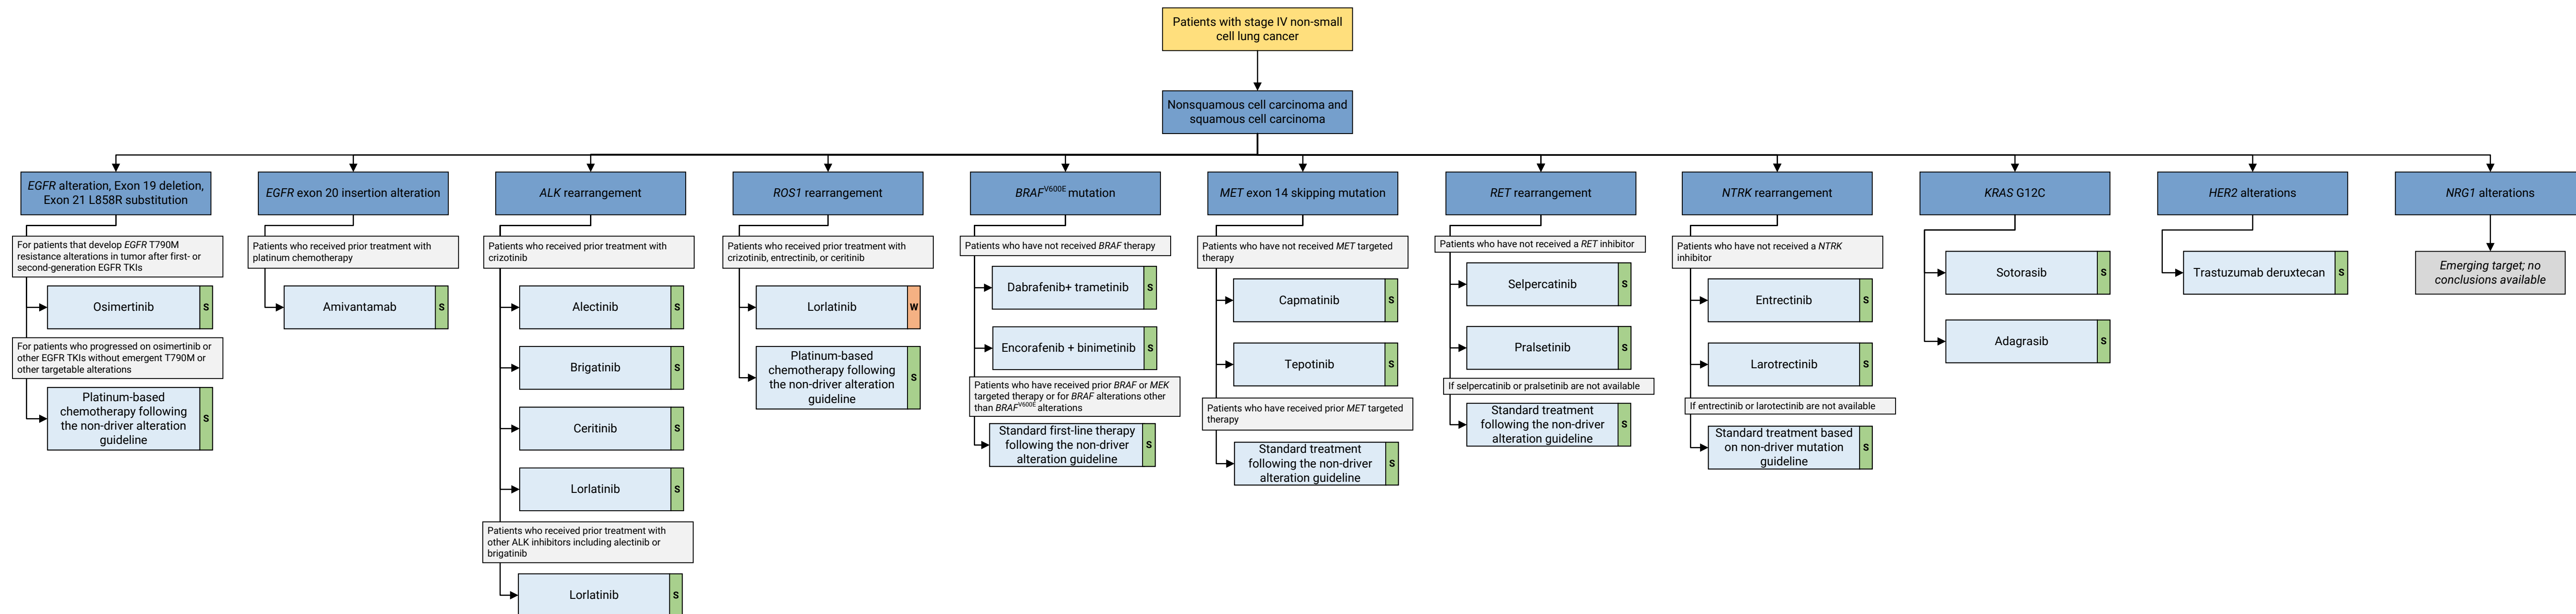 Patients with stage IV non-small
cell lung cancer
Nonsquamous cell carcinoma and
squamous cell carcinoma
EGFR alteration, Exon 19 deletion,
Exon 21 L858R substitution
For patients that develop EGFR T790M
resistance alterations in tumor after first- or
second-generation EGFR TKIs
Osimertinib
S
For patients who progressed on osimertinib or
other EGFR TKIs without emergent T790M or
other targetable alterations
Platinum-based
chemotherapy following
the non-driver alteration
guideline
S
EGFR exon 20 insertion alteration
Patients who received prior treatment with
platinum chemotherapy
Amivantamab
S
ALK rearrangement
Patients who received prior treatment with
crizotinib
Alectinib
S
Brigatinib
S
Ceritinib
S
Lorlatinib
S
Patients who received prior treatment with
other ALK inhibitors including alectinib or
brigatinib
Lorlatinib
S
ROS1 rearrangement
Patients who received prior treatment with
crizotinib, entrectinib, or ceritinib
Lorlatinib
W
Platinum-based
chemotherapy following
the non-driver alteration
guideline
S
BRAFV600E mutation
Patients who have not received BRAF therapy
Dabrafenib+ trametinib
S
Encorafenib + binimetinib
S
Patients who have received prior BRAF or MEK
targeted therapy or for BRAF alterations other
than BRAFV600E alterations
Standard first-line therapy
following the non-driver
alteration guideline
S
MET exon 14 skipping mutation
Patients who have not received MET targeted
therapy
Capmatinib
S
Tepotinib
S
Patients who have received prior MET targeted
therapy
Standard treatment
following the non-driver
alteration guideline
S
RET rearrangement
Patients who have not received a RET inhibitor
Selpercatinib
S
Pralsetinib
S
If selpercatinib or pralsetinib are not available
Standard treatment
following the non-driver
alteration guideline
S
NTRK rearrangement
Patients who have not received a NTRK
inhibitor
Entrectinib
S
Larotrectinib
S
If entrectinib or larotectinib are not available
Standard treatment based
on non-driver mutation
guideline
S
KRAS G12C
Sotorasib
S
Adagrasib
S
HER2 alterations
Trastuzumab deruxtecan
S
NRG1 alterations
Emerging target; no
conclusions available